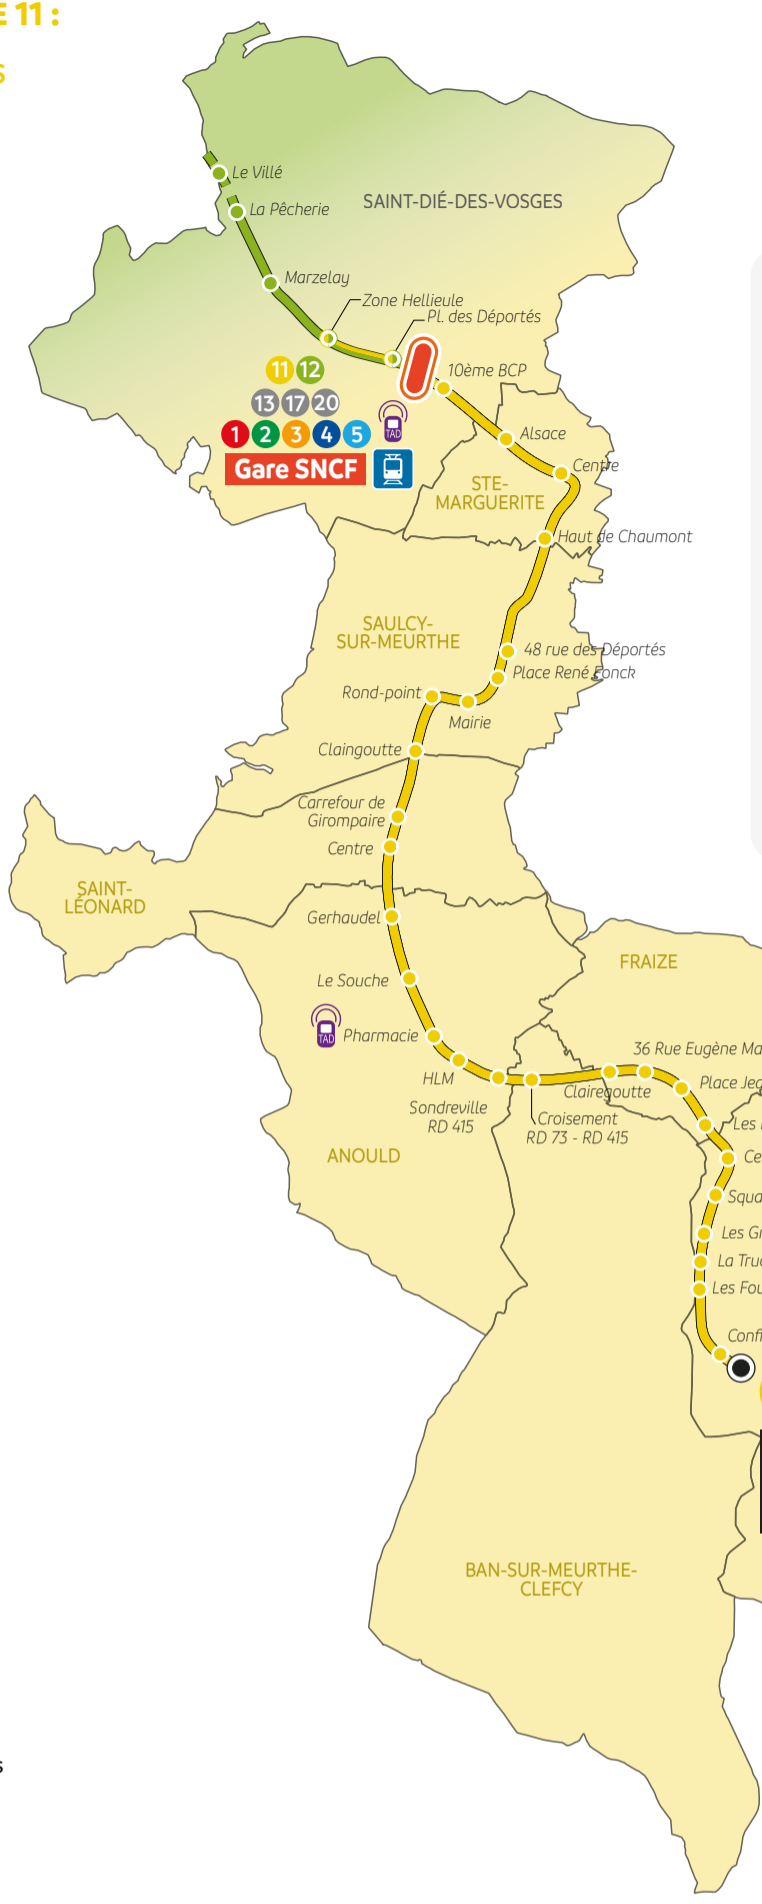 E 11 :
S
Le Villé
La Pêcherie
SAINT-DIÉ-DES-VOSGES
Marzelay
Zone Hellieule
Pl. des Déportés
11 12
10ème BCP
13 17 20
1 2 3 4 5
TAD
Gare SNCF
Alsace
Centre
STE-
MARGUERITE
Haut de Chaumont
SAULCY-
SUR-MEURTHE
48 rue des Déportés
Place René Fonck
Rond-point
Mairie
Claingoutte
Carrefour de
Girompaire
Centre
SAINT-
LÉONARD
Gerhaudel
FRAIZE
Le Souche
TAD
Pharmacie
36 Rue Eugène Ma
HLM
Clairegoutte
Place Jea
Sondreville
RD 415
Croisement
RD 73 - RD 415
Les
ANOULD
Ce
Squa
Les Gr
La Truc
Les Fou
Confi
BAN-SUR-MEURTHE-
CLEFCY
s